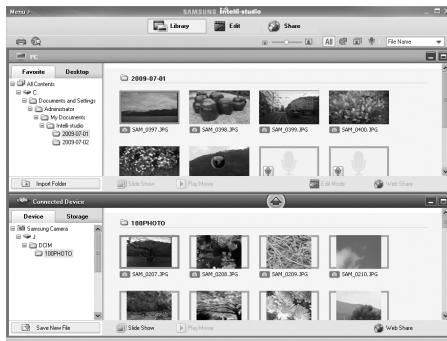 Menu >
SAMSUNG intelli-studio
Library
Edit
Share
All
File Name
PC
Favorite
Desktop
All Contents
C:
Documents and Settings
Administrator
My Documents
Intelli-studio
2009-07-01
2009-07-02
2009-07-01
SAM_0397.JPG
SAM_0398.JPG
SAM_0399.JPG
SAM_0400.JPG
Import Folder
Slide Show
Play Movie
Edit Mode
Web Share
Connected Device
Device
Storage
Samsung Camera
J:
DCIM
100PHOTO
100PHOTO
SAM_0207.JPG
SAM_0208.JPG
SAM_0209.JPG
SAM_0210.JPG
Save New File
Slide Show
Play Movie
Web Share